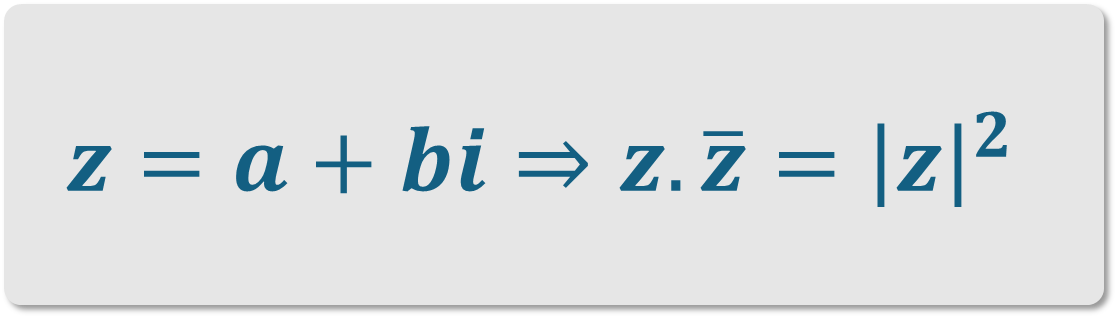 z = a + bi ⇒ z.z̅ = |z|²